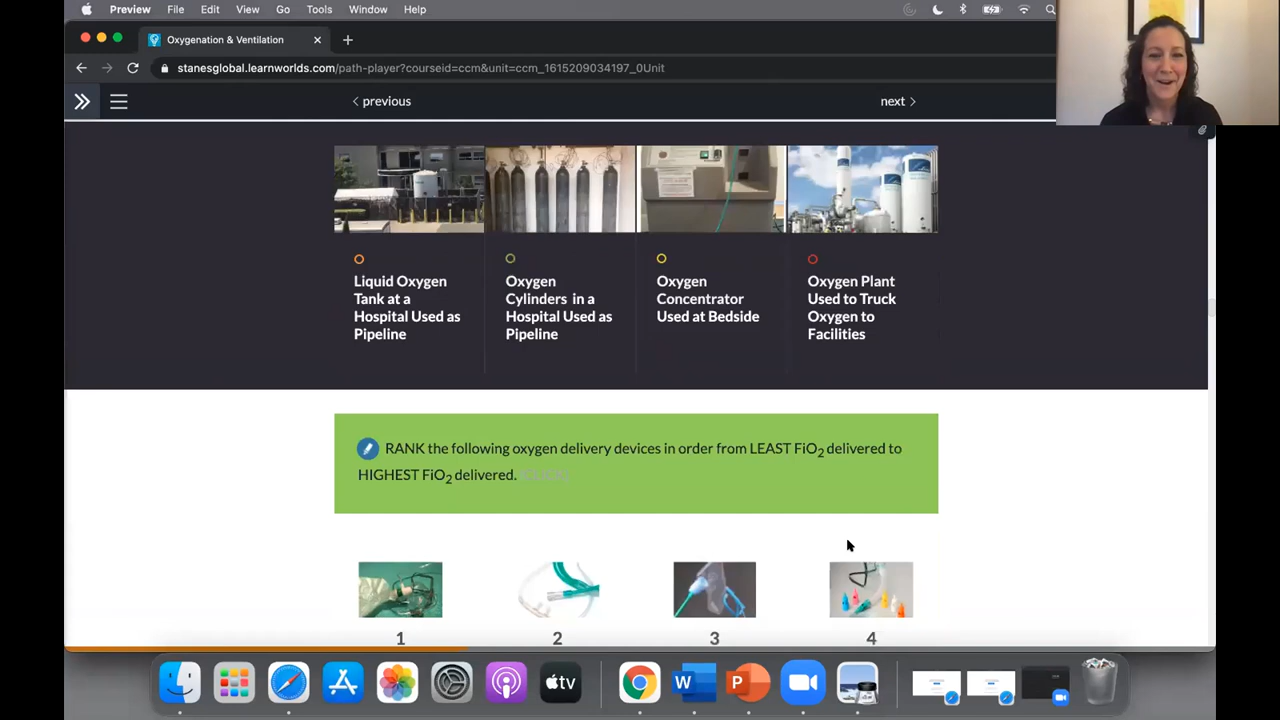 Preview File Edit View Go Tools Window Help
Oxygenation & Ventilation
stanesglobal.learnworlds.com/path-player?courseid=ccm&unit=ccm_1615209034197_0Unit
previous
next
Liquid Oxygen
Tank at a
Hospital Used as
Pipeline
Oxygen
Cylinders in a
Hospital Used as
Pipeline
Oxygen
Concentrator
Used at Bedside
Oxygen Plant
Used to Truck
Oxygen to
Facilities
RANK the following oxygen delivery devices in order from LEAST FiO2 delivered to
HIGHEST FiO2 delivered.
1 2 3 4
tv
W P